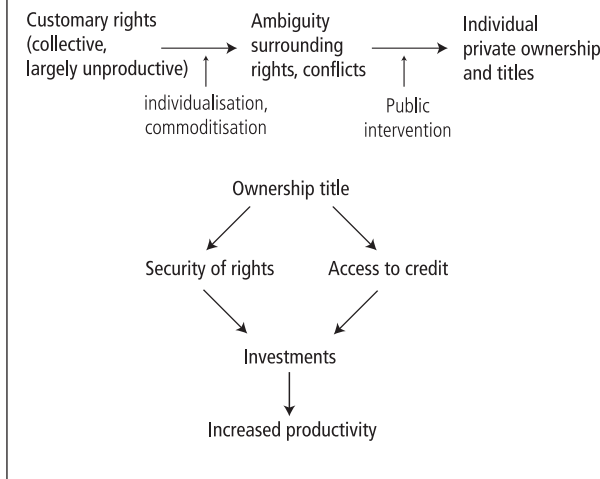 Customary rights
(collective,
largely unproductive)
Ambiguity
surrounding
rights, conflicts
Individual
private ownership
and titles
individualisation,
commoditisation
Public
intervention
Ownership title
Security of rights
Access to credit
Investments
Increased productivity